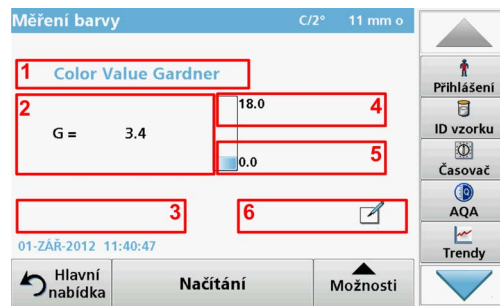 Měření barvy C/2° 11 mm o
1 Color Value Gardner
2
G = 3.4
18.0 4
0.0 5
3 6
01-ZÁŘ-2012 11:40:47
Hlavní nabídka
Načítání
Možnosti
Přihlášení
ID vzorku
Časovač
AQA
Trendy